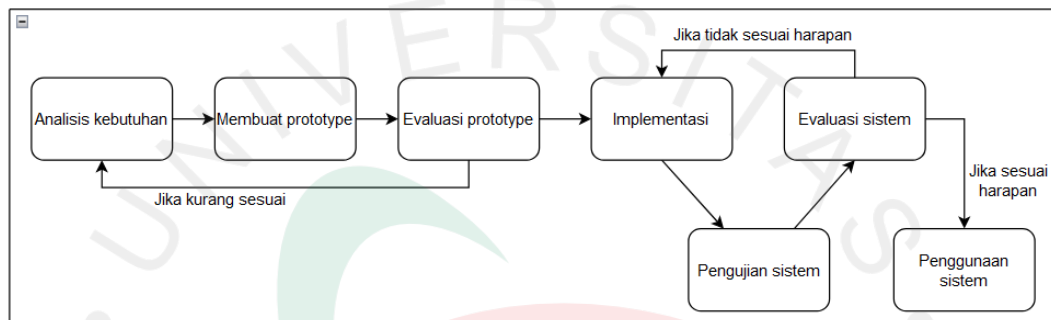 Jika tidak sesuai harapan
Analisis kebutuhan
Membuat prototype
Evaluasi prototype
Implementasi
Evaluasi sistem
Jika kurang sesuai
Jika sesuai
harapan
Pengujian sistem
Penggunaan
sistem
UNIVERSITAS